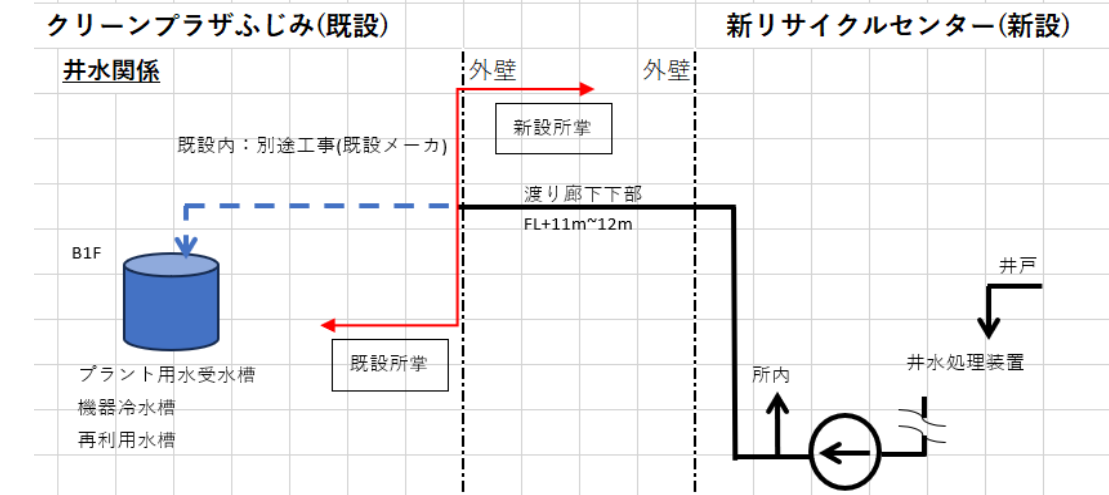 クリーンプラザふじみ(既設)
新リサイクルセンター(新設)
井水関係
外壁
外壁
新設所掌
既設内：別途工事(既設メーカ)
渡り廊下下部
FL+11m~12m
B1F
井戸
既設所掌
井水処理装置
所内
プラント用水受水槽
機器冷水槽
再利用水槽